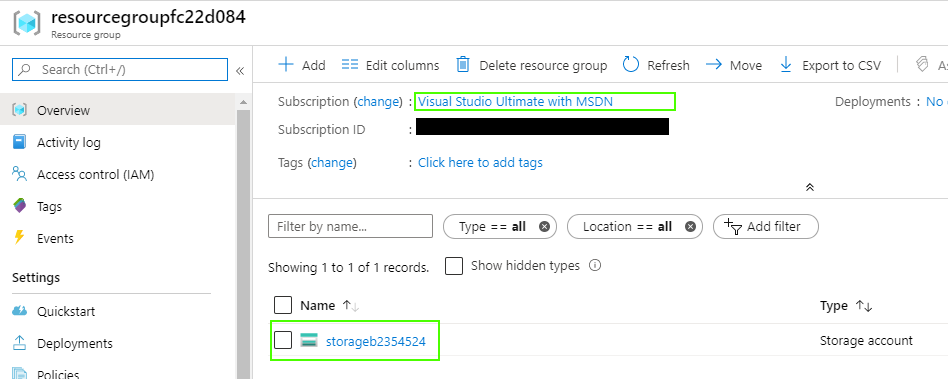 resourcegroupfc22d084
Resource group
Search (Ctrl+/)
«
Add
Edit columns
Delete resource group
Refresh
Move
Export to CSV
Overview
Activity log
Access control (IAM)
Tags
Events
Settings
Quickstart
Deployments
Policies
Subscription (change) : Visual Studio Ultimate with MSDN
Deployments : No
Subscription ID :
Tags (change) : Click here to add tags
Filter by name...
Type == all
Location == all
Add filter
Showing 1 to 1 of 1 records.
Show hidden types
Name ↑↓
Type ↑↓
storageb2354524
Storage account